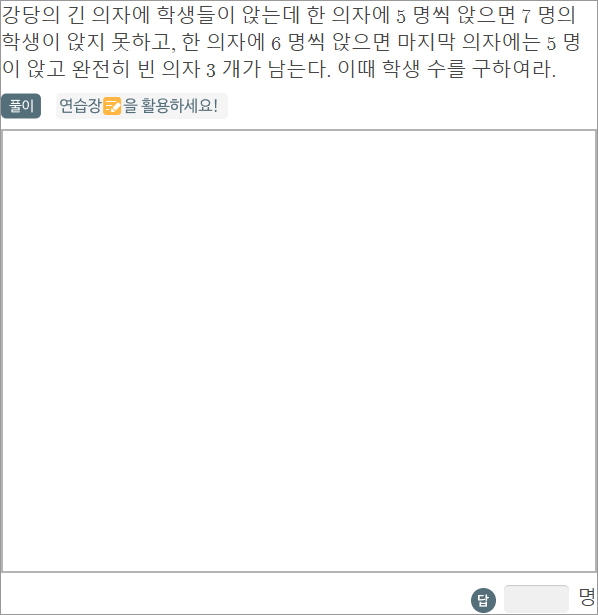 강당의 긴 의자에 학생들이 앉는데 한 의자에 5 명씩 앉으면 7 명의
학생이 앉지 못하고, 한 의자에 6 명씩 앉으면 마지막 의자에는 5 명
이 앉고 완전히 빈 의자 3 개가 남는다. 이때 학생 수를 구하여라.
풀이 연습장을 활용하세요!
답 명